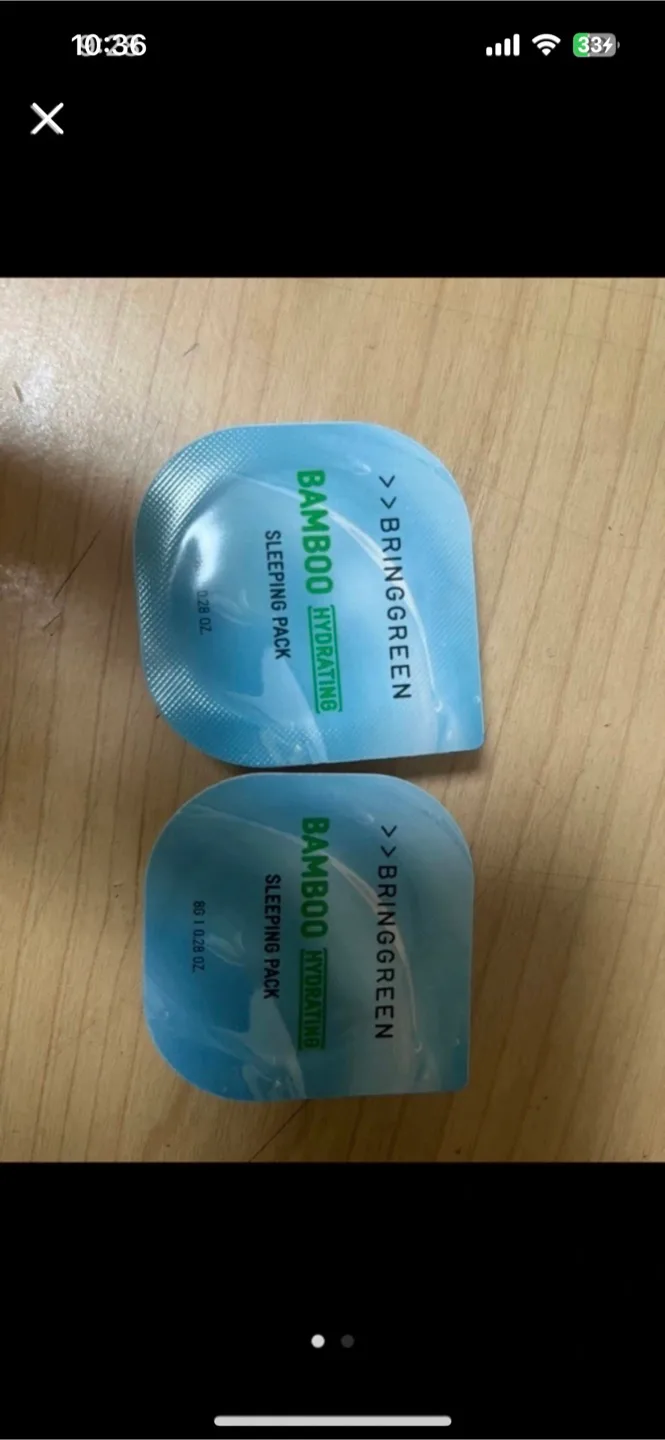 10:36
33
>>BRINGGREEN
BAMBOO HYDRATING
SLEEPING PACK
0.28 OZ.
>>BRINGGREEN
BAMBOO HYDRATING
SLEEPING PACK
8G I 0.28 OZ.